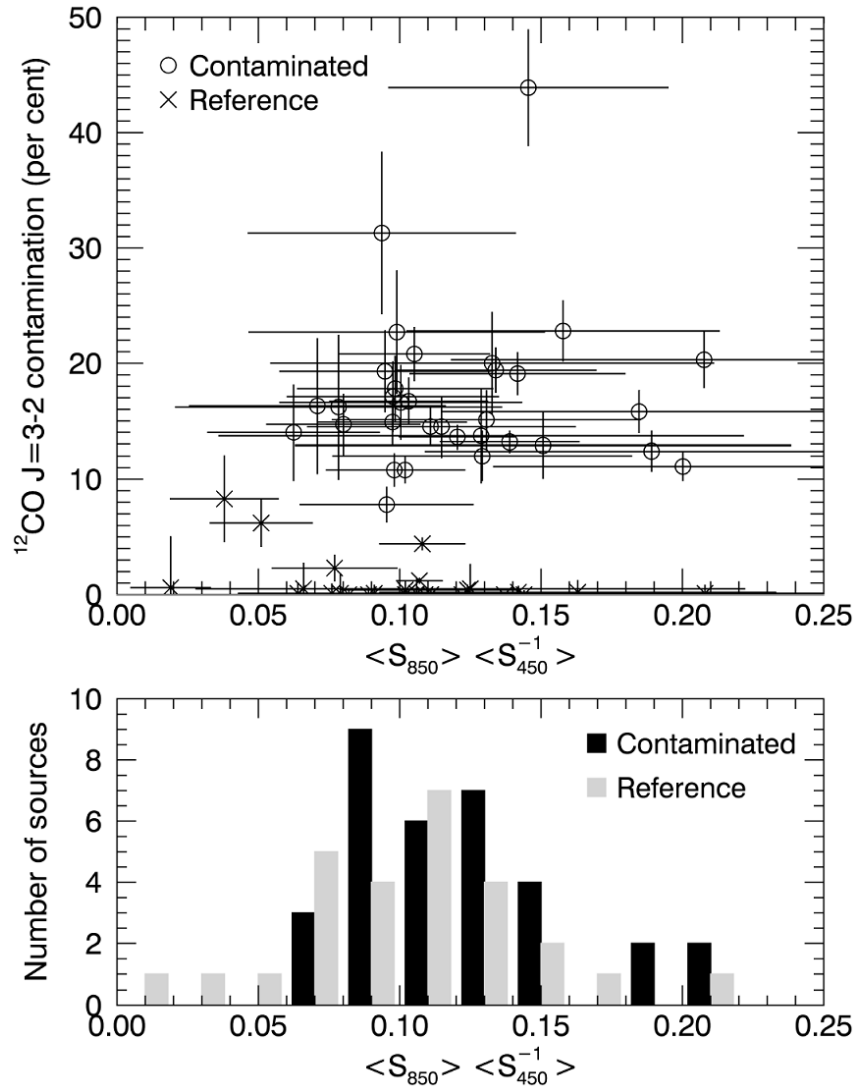 50
40
30
20
10
0
¹²CO J=3-2 contamination (per cent)
Contaminated
Reference
0.05 0.10 0.15 0.20 0.25
<S₈₅₀> <S₄₅₀⁻¹>
10
8
6
4
2
0
Number of sources
Contaminated
Reference
0.00 0.05 0.10 0.15 0.20 0.25
<S₈₅₀> <S₄₅₀⁻¹>